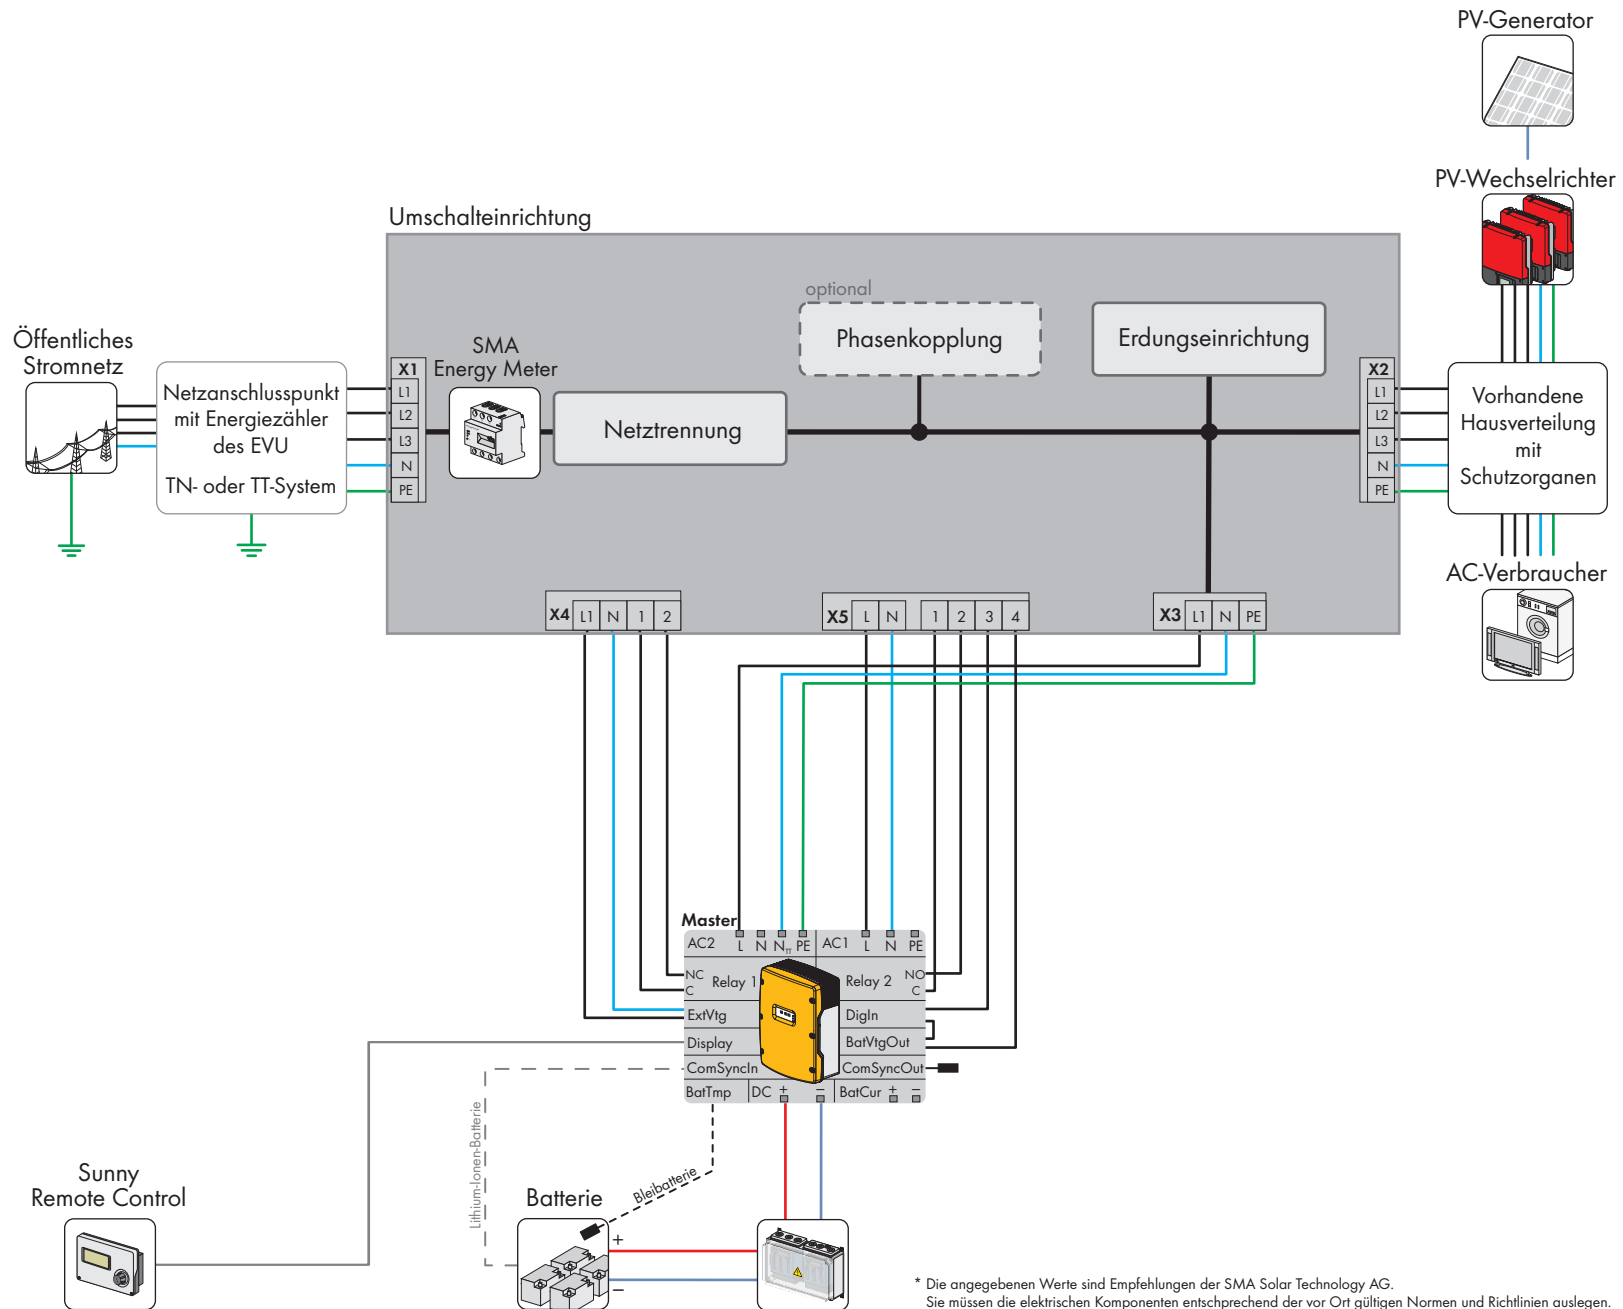 PV-Generator
PV-Wechselrichter
Umschalteinrichtung
optional
Phasenkopplung
Erdungseinrichtung
Öffentliches
Stromnetz
SMA
Energy Meter
Netzanschlusspunkt
mit Energiezähler
des EVU
TN- oder TT-System
X1
L1
L2
L3
N
PE
Netztrennung
X2
L1
L2
L3
N
PE
Vorhandene
Hausverteilung
mit
Schutzorganen
AC-Verbraucher
X4 L1 N 1 2
X5 L N 1 2 3 4
X3 L1 N PE
Master
AC2 L N NTT PE AC1 L N PE
NC
C
Relay 1
Relay 2
NO
C
ExtVtg
DigIn
Display
BatVtgOut
ComSyncIn
ComSyncOut
BatTmp
DC + −
BatCur + −
Lithium-Ionen-Batterie
Bleibatterie
Sunny
Remote Control
Batterie
+
−
* Die angegebenen Werte sind Empfehlungen der SMA Solar Technology AG.
Sie müssen die elektrischen Komponenten entschprechend der vor Ort gültigen Normen und Richtlinien auslegen.